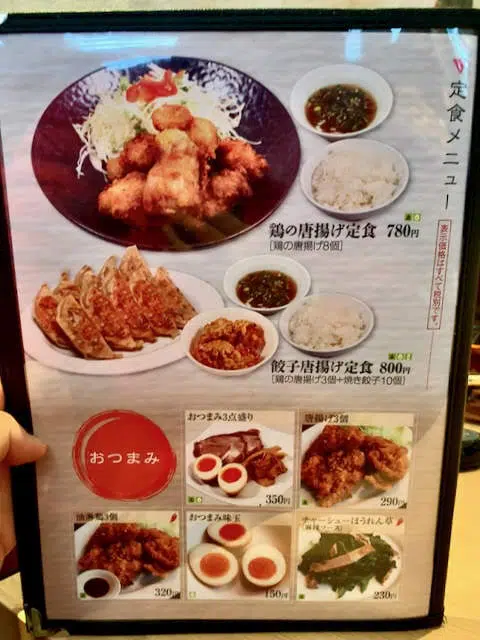 定食メニュー
表示価格はすべて税別です。
鶏の唐揚げ定食 780円
[鶏の唐揚げ8個]
餃子唐揚げ定食 800円
[鶏の唐揚げ3個+焼き餃子10個]
おつまみ
おつまみ3点盛り
350円
唐揚げ3個
290円
油淋鶏3個
320円
おつまみ味玉
150円
チャーシューほうれん草
(麻辣ソース)
230円